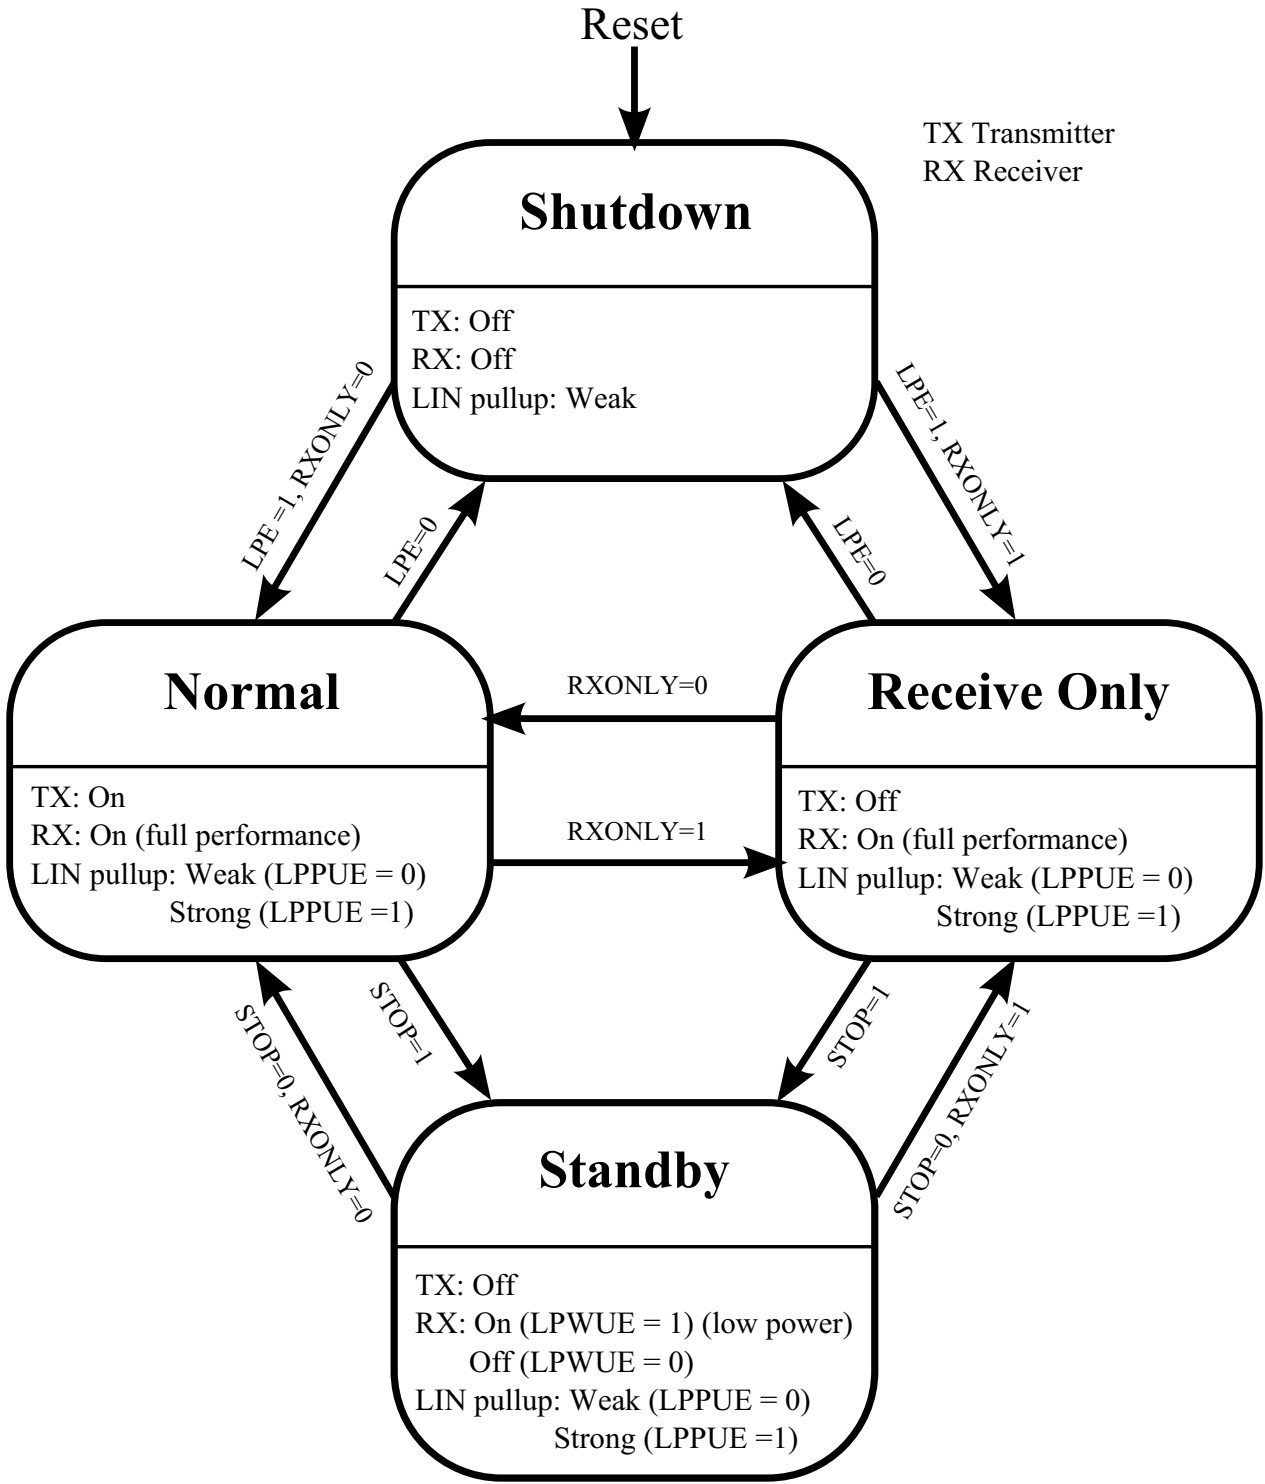 Reset
TX Transmitter
RX Receiver
Shutdown
TX: Off
RX: Off
LIN pullup: Weak
LPE =1, RXONLY=0
LPE=0
LPE=0
LPE=1, RXONLY=1
Normal
TX: On
RX: On (full performance)
LIN pullup: Weak (LPPUE = 0)
Strong (LPPUE =1)
RXONLY=0
RXONLY=1
Receive Only
TX: Off
RX: On (full performance)
LIN pullup: Weak (LPPUE = 0)
Strong (LPPUE =1)
STOP=0, RXONLY=0
STOP=1
STOP=1
STOP=0, RXONLY=1
Standby
TX: Off
RX: On (LPWUE = 1) (low power)
Off (LPWUE = 0)
LIN pullup: Weak (LPPUE = 0)
Strong (LPPUE =1)